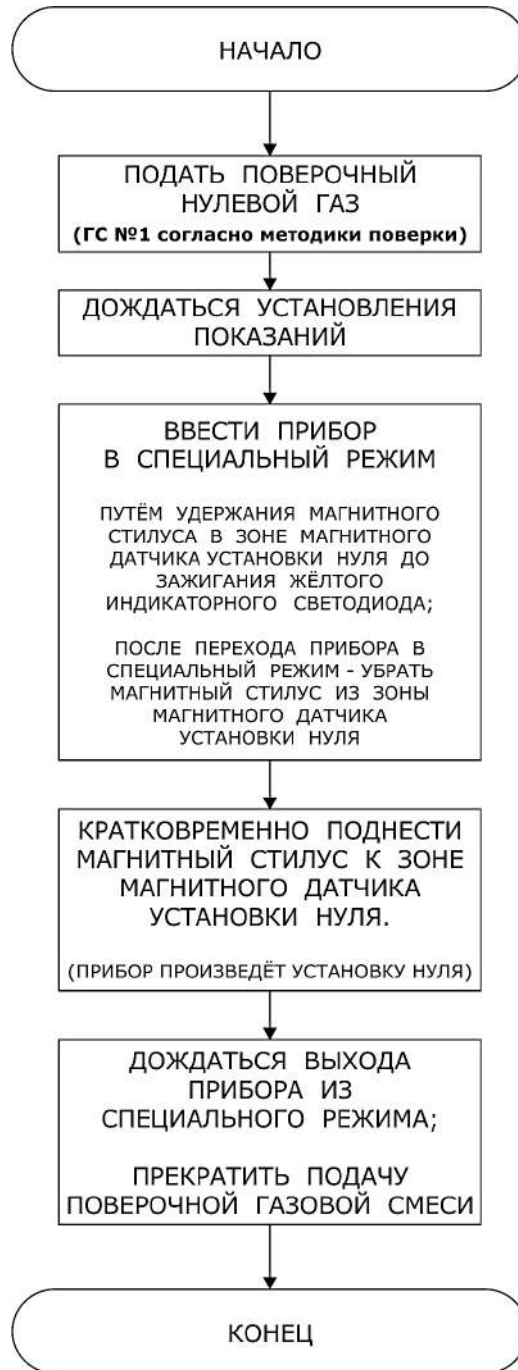 НАЧАЛО
ПОДАТЬ ПОВЕРОЧНЫЙ
НУЛЕВОЙ ГАЗ
(ГС №1 согласно методики поверки)
ДОЖДАТЬСЯ УСТАНОВЛЕНИЯ
ПОКАЗАНИЙ
ВВЕСТИ ПРИБОР
В СПЕЦИАЛЬНЫЙ РЕЖИМ
ПУТЁМ УДЕРЖАНИЯ МАГНИТНОГО
СТИЛУСА В ЗОНЕ МАГНИТНОГО
ДАТЧИКА УСТАНОВКИ НУЛЯ ДО
ЗАЖИГАНИЯ ЖЁЛТОГО
ИНДИКАТОРНОГО СВЕТОДИОДА;
ПОСЛЕ ПЕРЕХОДА ПРИБОРА В
СПЕЦИАЛЬНЫЙ РЕЖИМ - УБРАТЬ
МАГНИТНЫЙ СТИЛУС ИЗ ЗОНЫ
МАГНИТНОГО ДАТЧИКА
УСТАНОВКИ НУЛЯ
КРАТКОВРЕМЕННО ПОДНЕСТИ
МАГНИТНЫЙ СТИЛУС К ЗОНЕ
МАГНИТНОГО ДАТЧИКА
УСТАНОВКИ НУЛЯ.
(ПРИБОР ПРОИЗВЕДЁТ УСТАНОВКУ НУЛЯ)
ДОЖДАТЬСЯ ВЫХОДА
ПРИБОРА ИЗ
СПЕЦИАЛЬНОГО РЕЖИМА;
ПРЕКРАТИТЬ ПОДАЧУ
ПОВЕРОЧНОЙ ГАЗОВОЙ СМЕСИ
КОНЕЦ